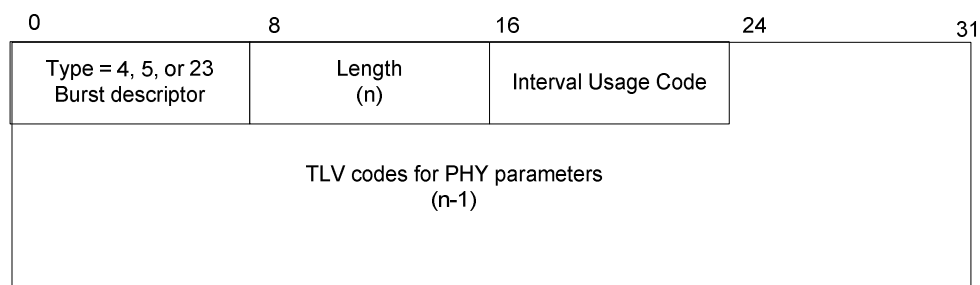 0 8 16 24 31
Type = 4, 5, or 23
Burst descriptor
Length
(n)
Interval Usage Code
TLV codes for PHY parameters
(n-1)